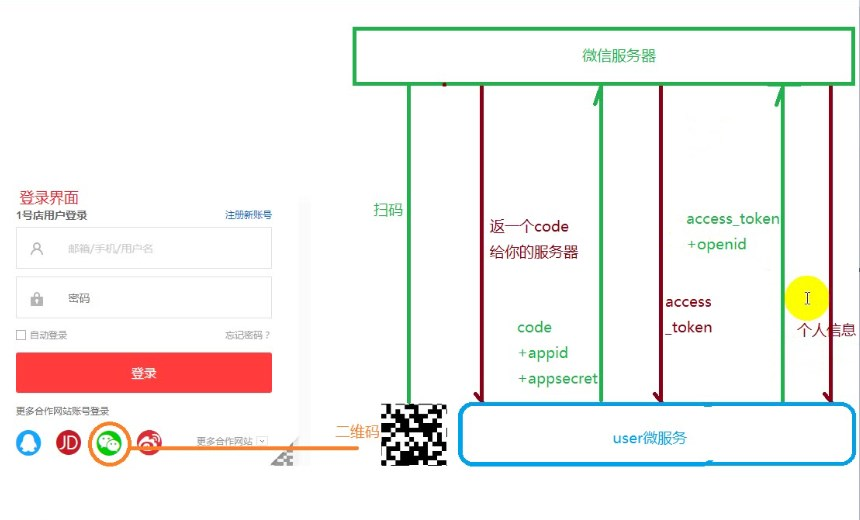 微信服务器
登录界面
1号店用户登录
注册新账号
邮箱/手机/用户名
密码
自动登录
忘记密码?
登录
更多合作网站账号登录
JD
更多合作网站
二维码
扫码
返一个code
给你的服务器
code
+appid
+appsecret
access
_token
access_token
+openid
个人信息
user微服务